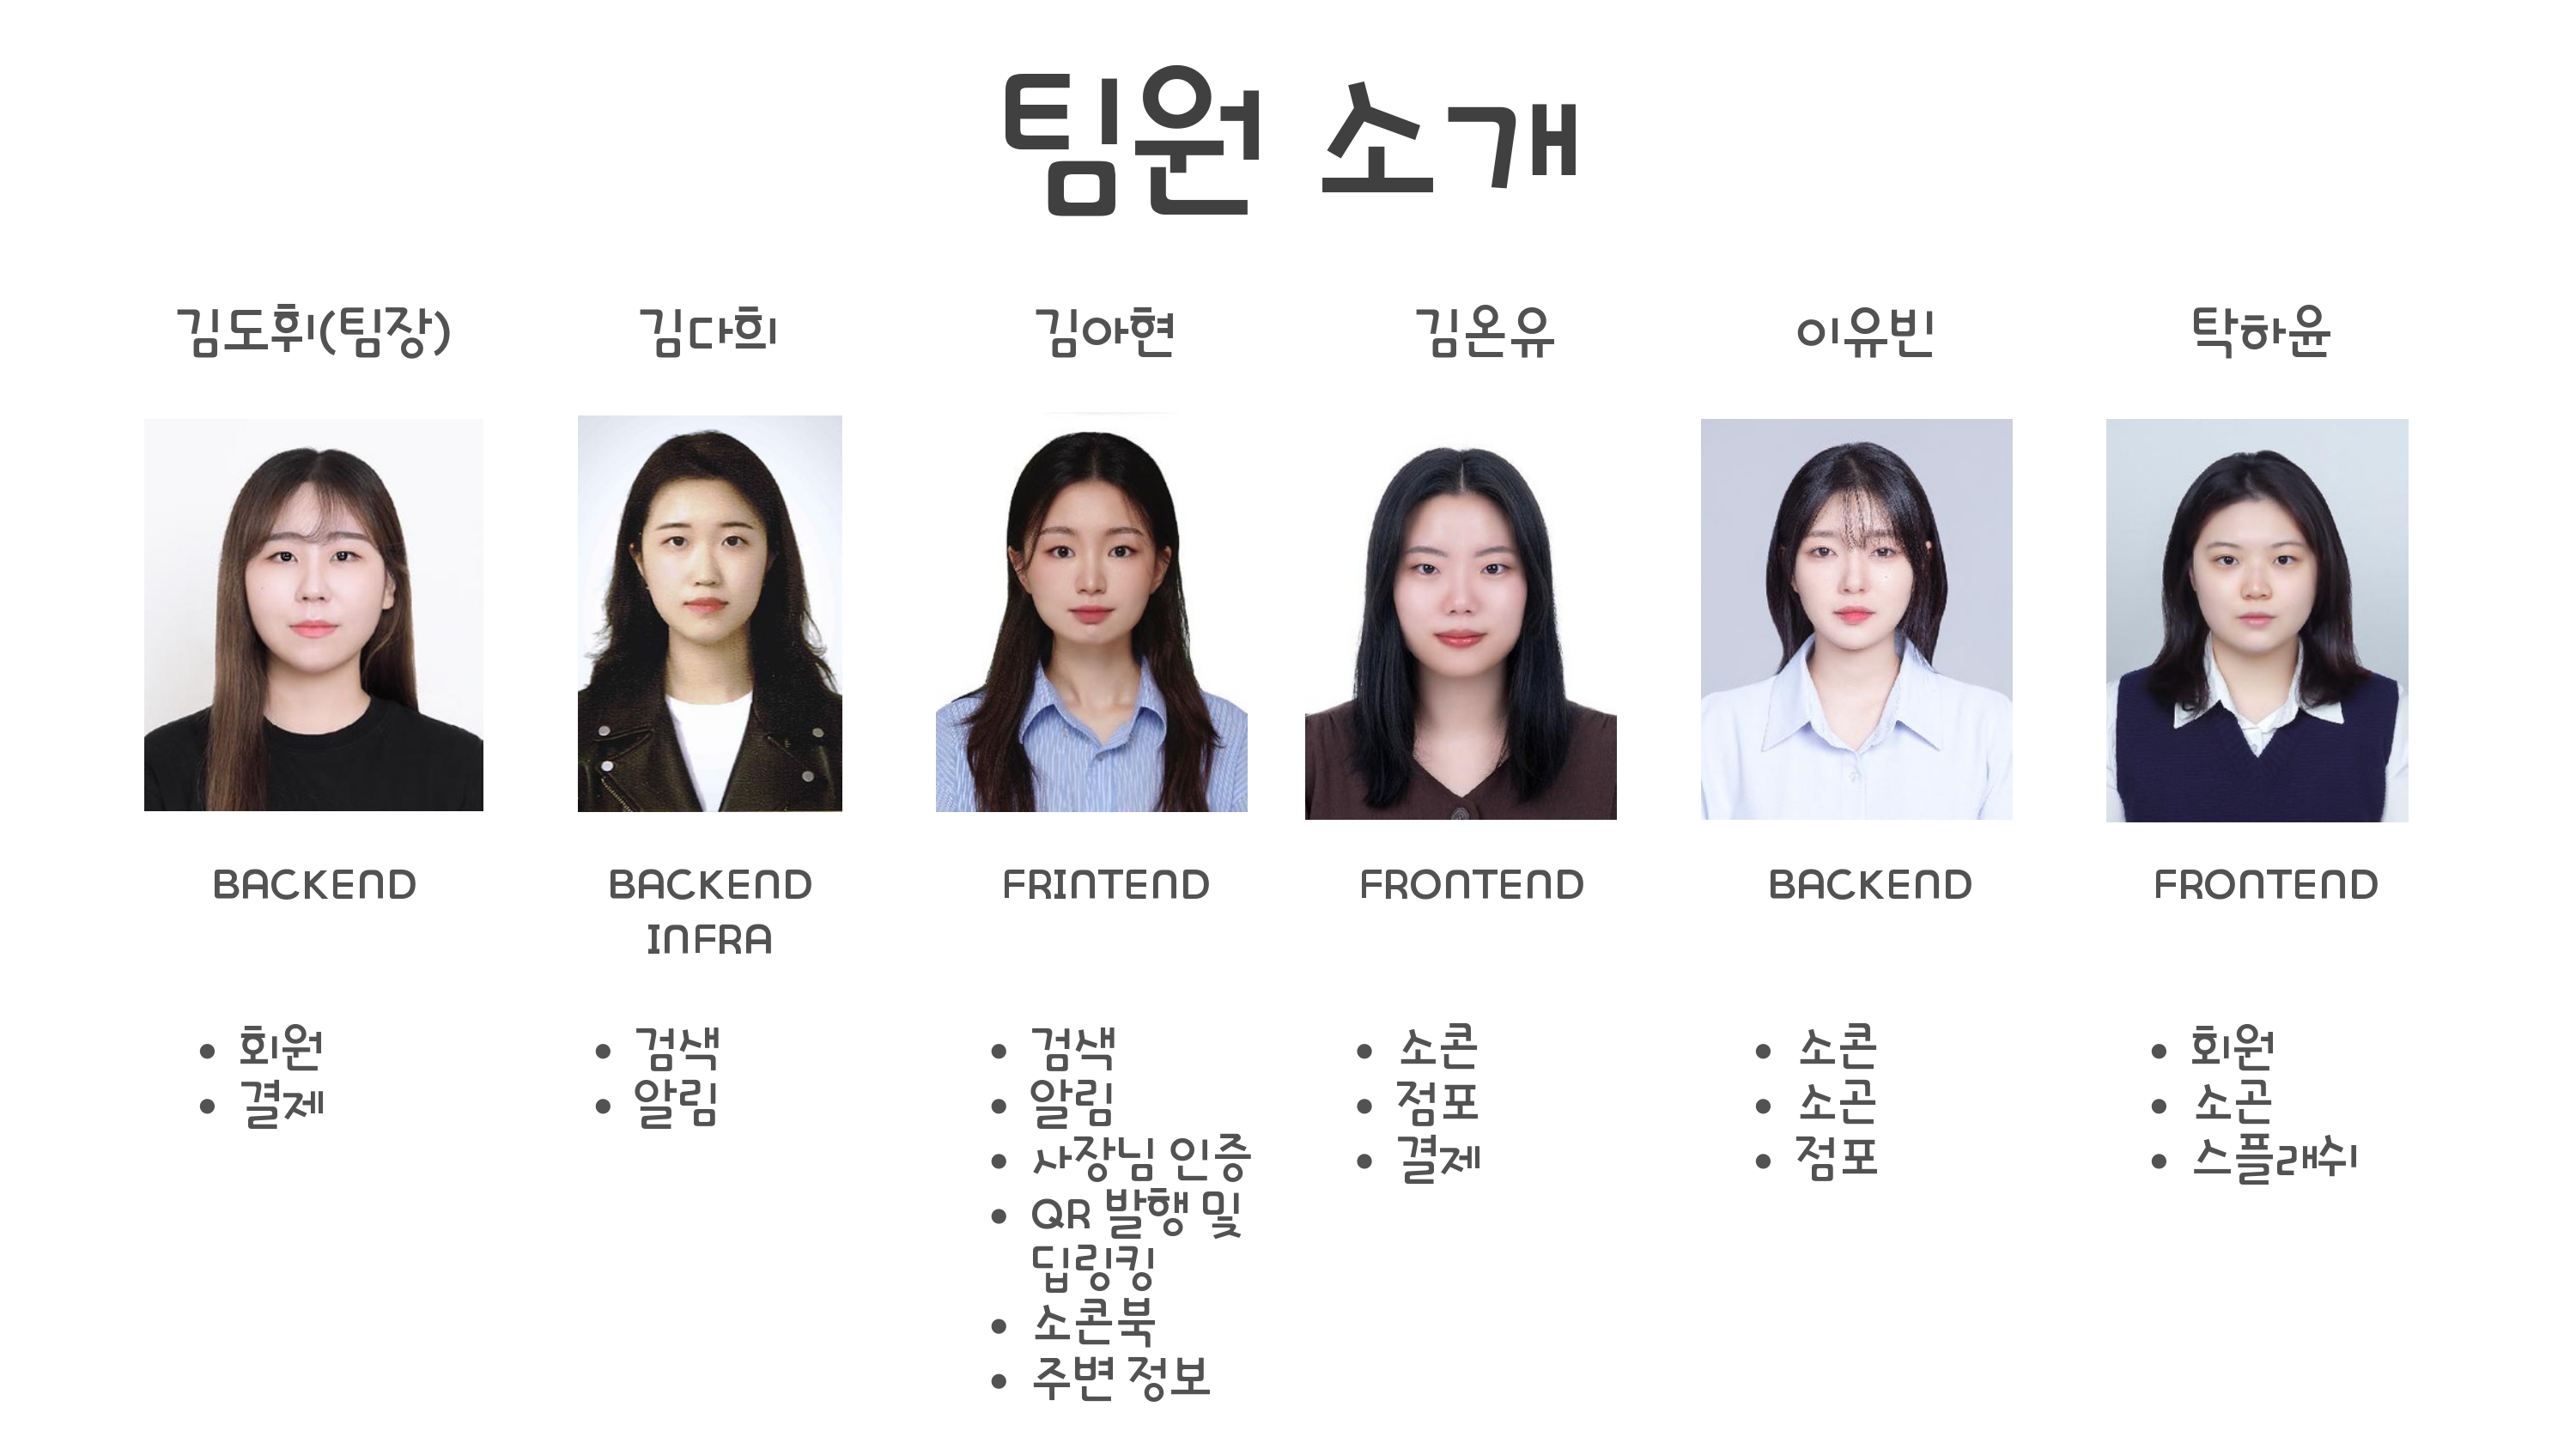 팀원 소개
김도휘(팀장)
김다희
김아현
김온유
이유빈
탁하윤
BACKEND
BACKEND
INFRA
FRINTEND
FRONTEND
BACKEND
FRONTEND
• 회원
• 결제
• 검색
• 알림
• 검색
• 알림
• 사장님 인증
• QR 발행 및
딥링킹
• 소콘북
• 주변 정보
• 소콘
• 점포
• 결제
• 소콘
• 소곤
• 점포
• 회원
• 소곤
• 스플래쉬